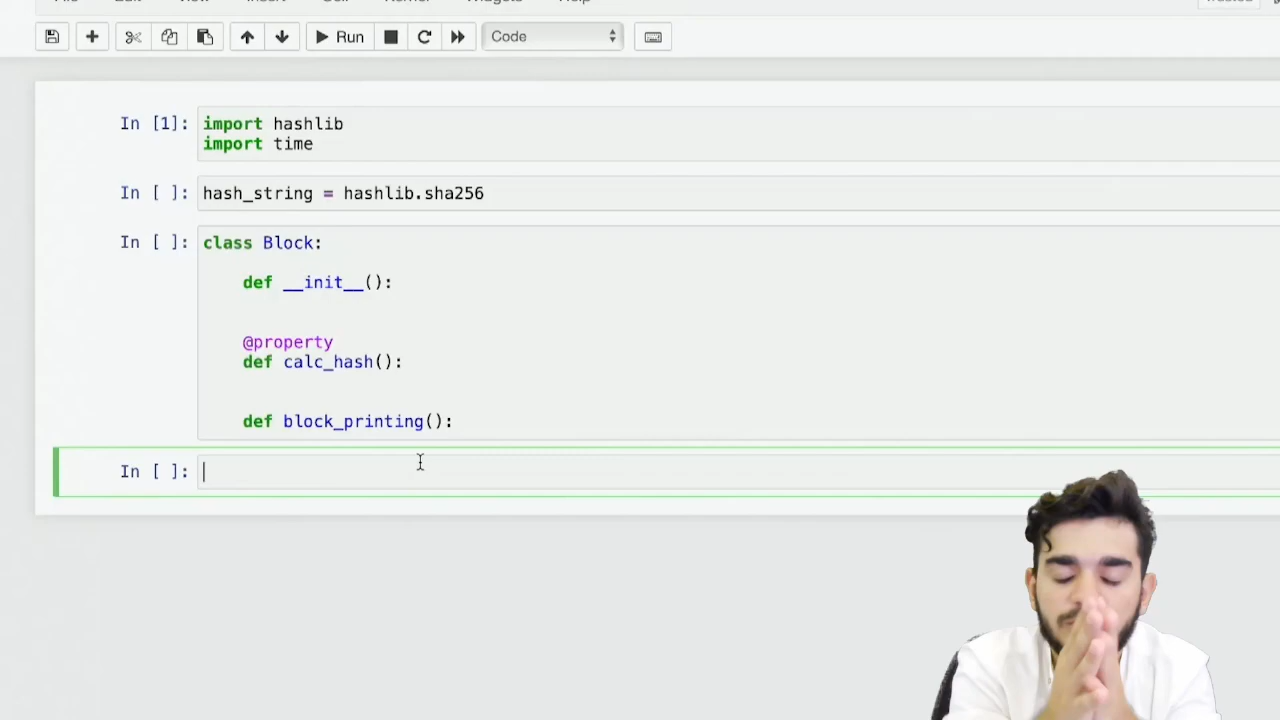 Run
Code
In [1]:
import hashlib
import time
In [ ]:
hash_string = hashlib.sha256
In [ ]:
class Block:
def __init__():
@property
def calc_hash():
def block_printing():
In [ ]: